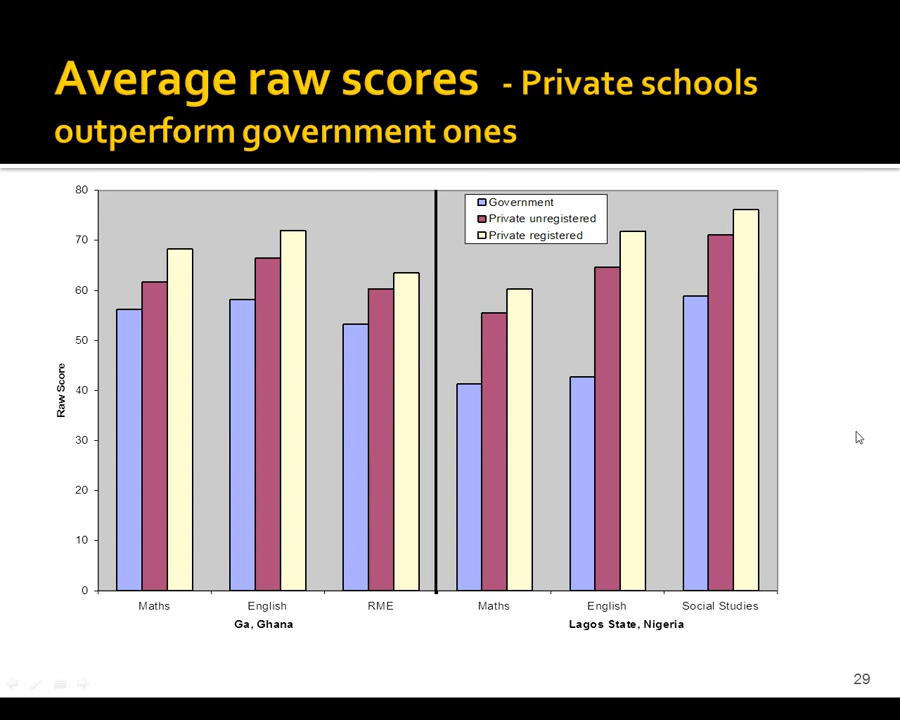 Average raw scores - Private schools
outperform government ones
80
70
60
50
40
30
20
10
0
Raw Score
Government
Private unregistered
Private registered
Maths English RME Maths English Social Studies
Ga, Ghana Lagos State, Nigeria
29